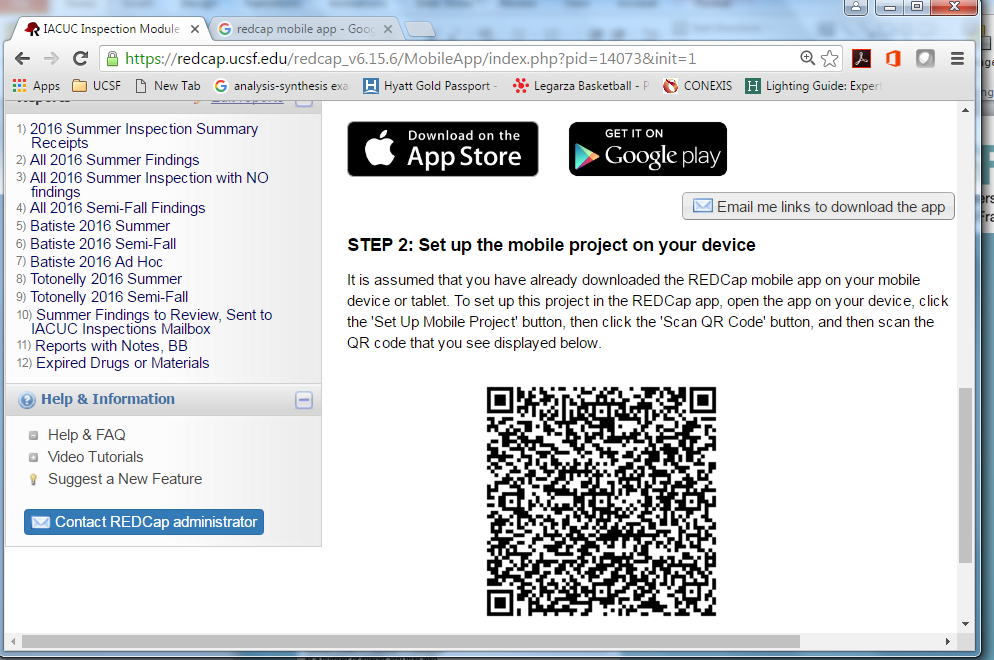 IACUC Inspection Module
redcap mobile app - Goog
https://redcap.ucsf.edu/redcap_v6.15.6/MobileApp/index.php?pid=14073&init=1
Apps UCSF New Tab analysis-synthesis exa Hyatt Gold Passport - Legarza Basketball - P CONEXIS Lighting Guide: Exper
Reports Edit reports
1) 2016 Summer Inspection Summary
Receipts
2) All 2016 Summer Findings
3) All 2016 Summer Inspection with NO
findings
4) All 2016 Semi-Fall Findings
5) Batiste 2016 Summer
6) Batiste 2016 Semi-Fall
7) Batiste 2016 Ad Hoc
8) Totonelly 2016 Summer
9) Totonelly 2016 Semi-Fall
10) Summer Findings to Review, Sent to
IACUC Inspections Mailbox
11) Reports with Notes, BB
12) Expired Drugs or Materials
Help & Information
Help & FAQ
Video Tutorials
Suggest a New Feature
Contact REDCap administrator
Download on the
App Store
GET IT ON
Google play
Email me links to download the app
STEP 2: Set up the mobile project on your device
It is assumed that you have already downloaded the REDCap mobile app on your mobile
device or tablet. To set up this project in the REDCap app, open the app on your device, click
the 'Set Up Mobile Project' button, then click the 'Scan QR Code' button, and then scan the
QR code that you see displayed below.